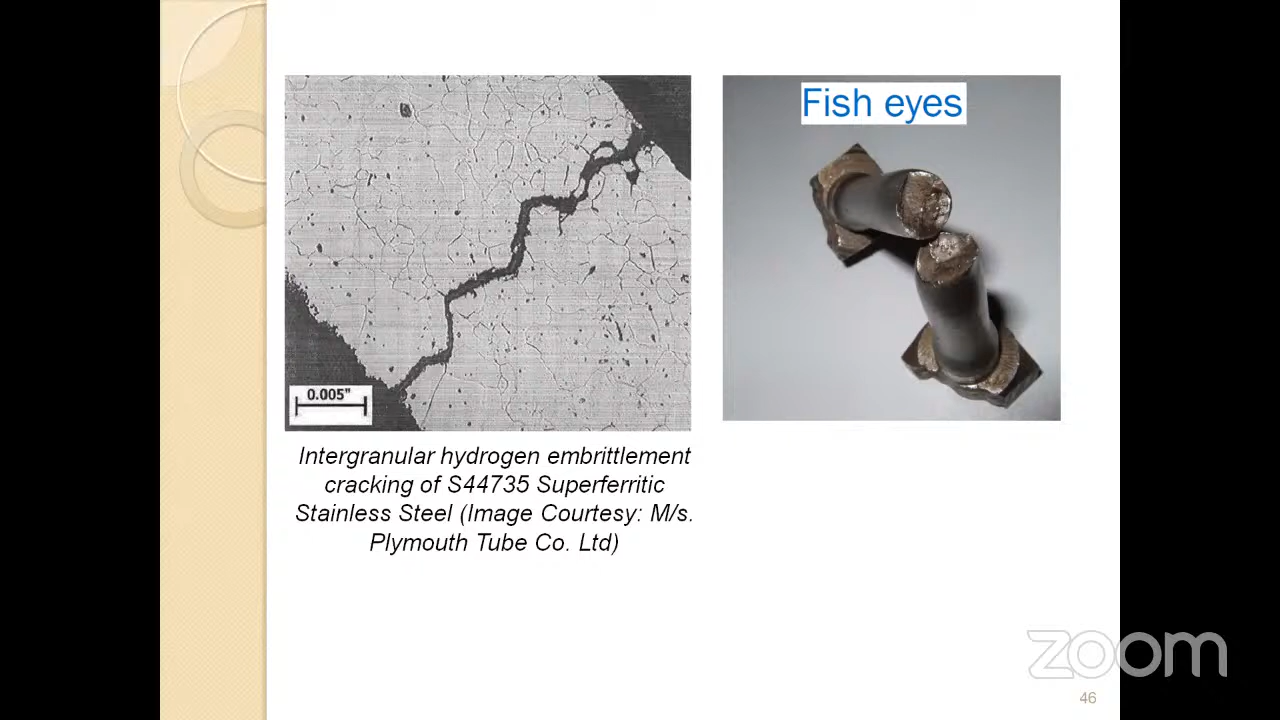 Fish eyes
0.005"
Intergranular hydrogen embrittlement
cracking of S44735 Superferritic
Stainless Steel (Image Courtesy: M/s.
Plymouth Tube Co. Ltd)
zoom
46